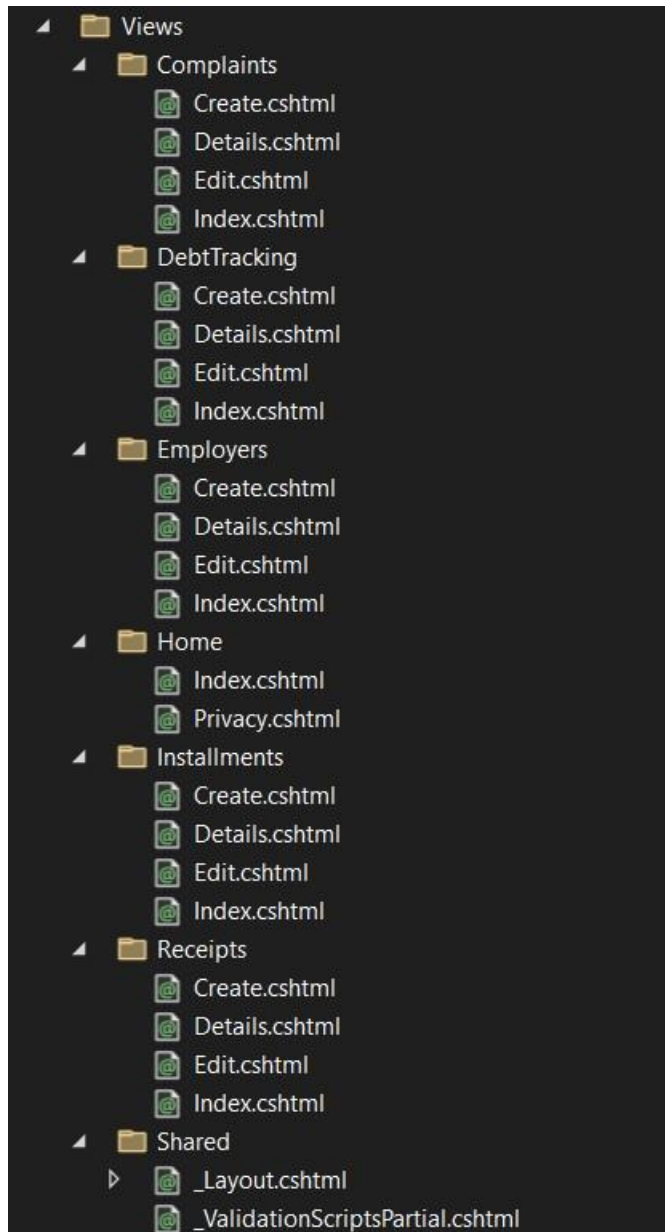 Views
Complaints
Create.cshtml
Details.cshtml
Edit.cshtml
Index.cshtml
DebtTracking
Create.cshtml
Details.cshtml
Edit.cshtml
Index.cshtml
Employers
Create.cshtml
Details.cshtml
Edit.cshtml
Index.cshtml
Home
Index.cshtml
Privacy.cshtml
Installments
Create.cshtml
Details.cshtml
Edit.cshtml
Index.cshtml
Receipts
Create.cshtml
Details.cshtml
Edit.cshtml
Index.cshtml
Shared
_Layout.cshtml
_ValidationScriptsPartial.cshtml